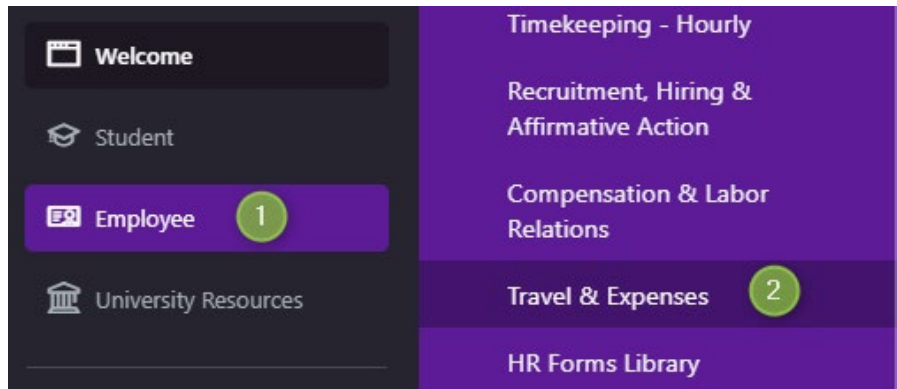 Welcome
Student
Employee 1
University Resources
Timekeeping - Hourly
Recruitment, Hiring &
Affirmative Action
Compensation & Labor
Relations
Travel & Expenses 2
HR Forms Library